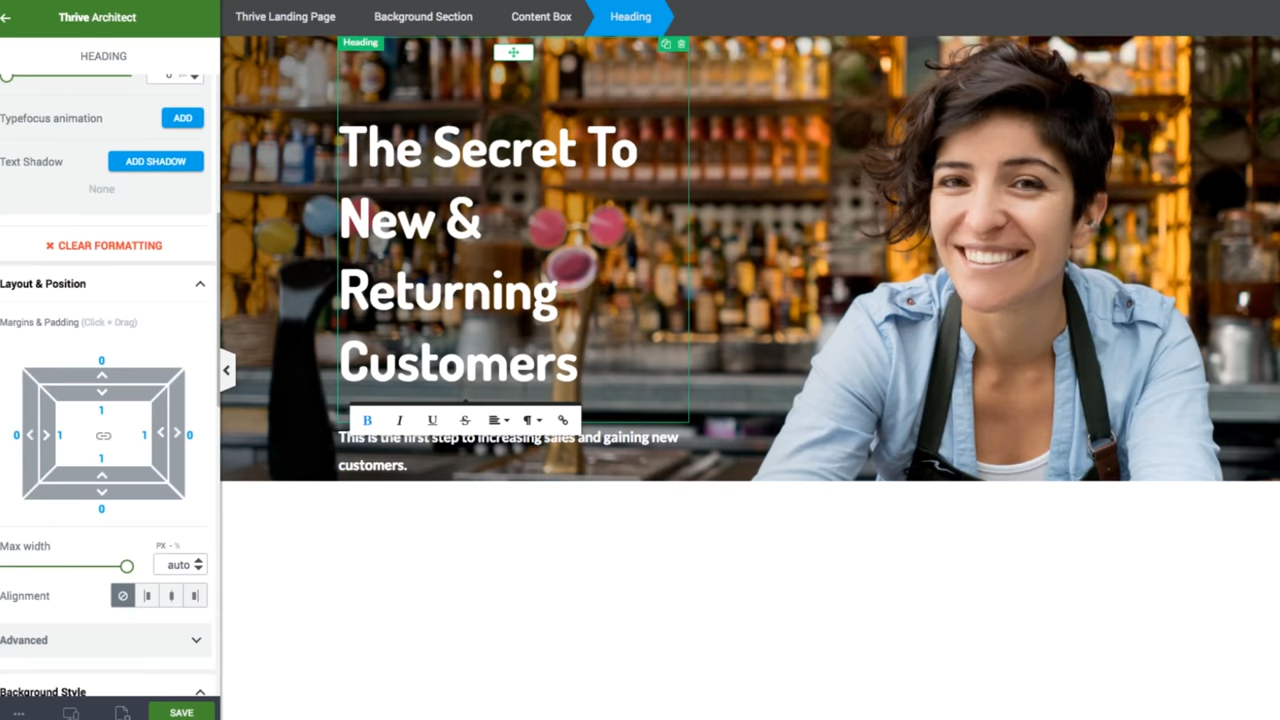 Thrive Architect
Thrive Landing Page
Background Section
Content Box
Heading
HEADING
Heading
Typefocus animation
ADD
Text Shadow
ADD SHADOW
None
CLEAR FORMATTING
Layout & Position
Margins & Padding (Click + Drag)
0
1
0 1 1 0
1
0
Max width
PX - %
auto
Alignment
Advanced
Background Style
SAVE
The Secret To
New &
Returning
Customers
B I U S
This is the first step to increasing sales and gaining new
customers.